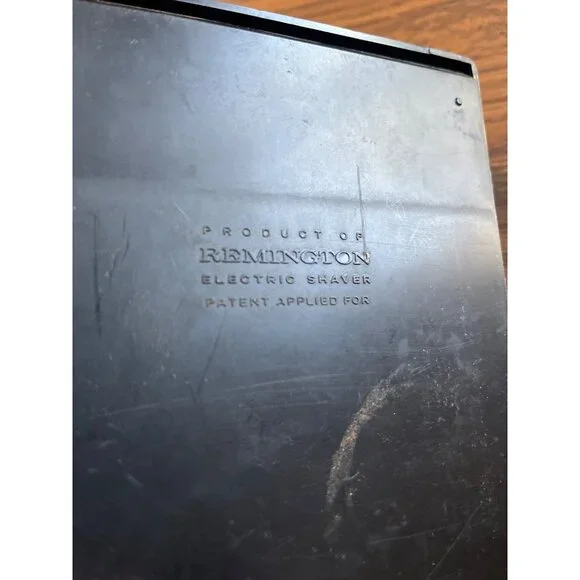 PRODUCT OF
REMINGTON
ELECTRIC SHAVER
PATENT APPLIED FOR